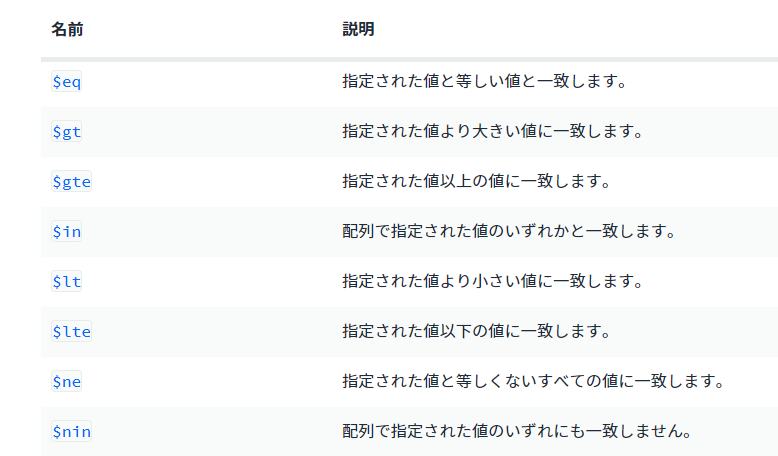 名前 説明
$eq 指定された値と等しい値と一致します。
$gt 指定された値より大きい値に一致します。
$gte 指定された値以上の値に一致します。
$in 配列で指定された値のいずれかと一致します。
$lt 指定された値より小さい値に一致します。
$lte 指定された値以下の値に一致します。
$ne 指定された値と等しくないすべての値に一致します。
$nin 配列で指定された値のいずれにも一致しません。